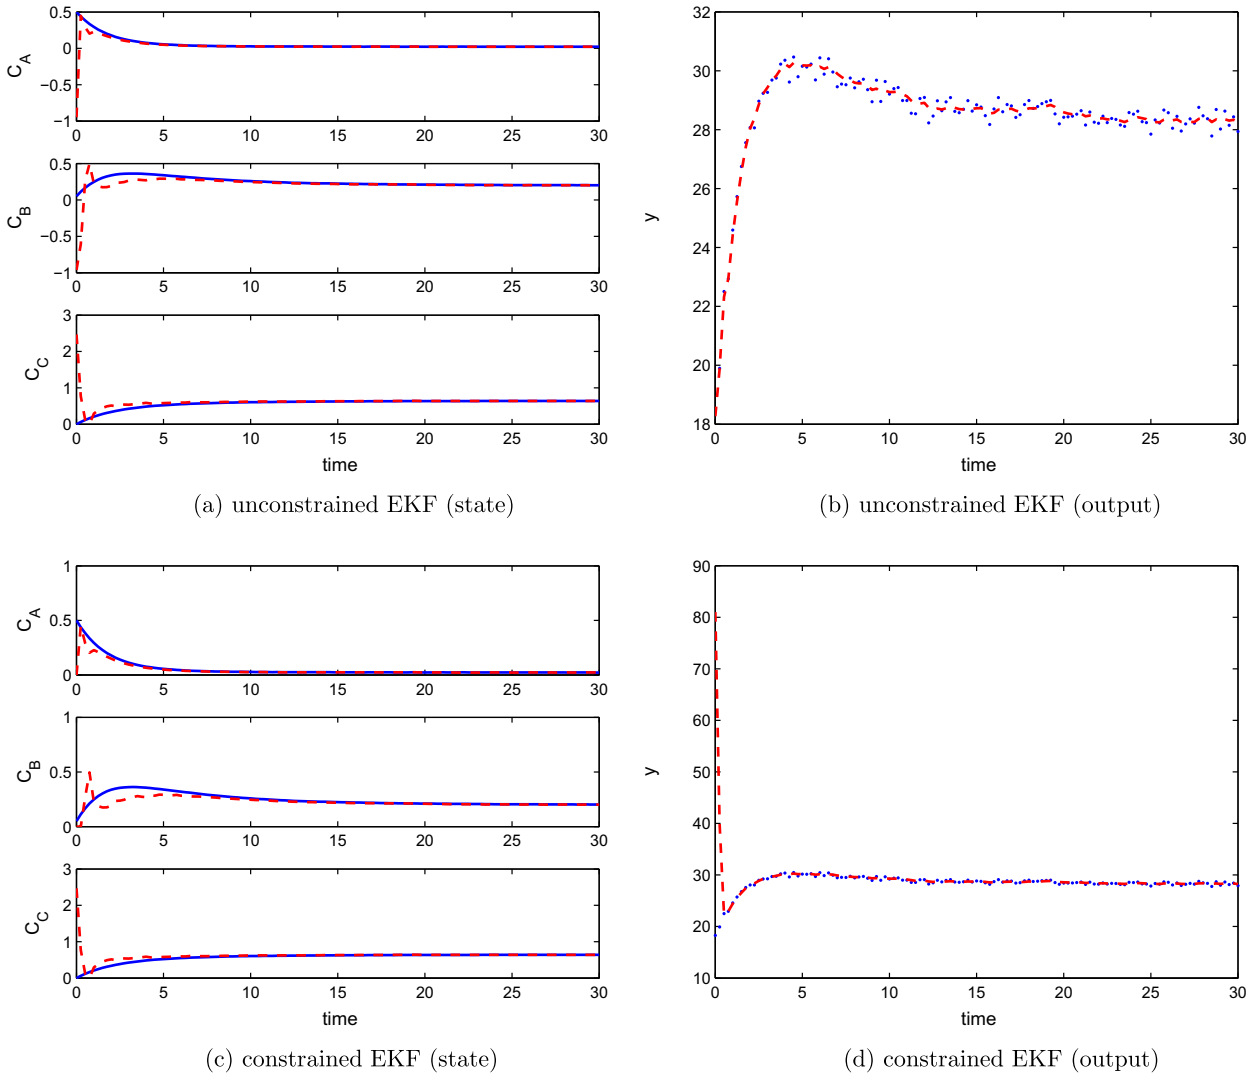 0.5
0
−0.5
−1
C_A
0 5 10 15 20 25 30
0.5
0
−0.5
−1
C_B
0 5 10 15 20 25 30
3
2
1
0
C_C
0 5 10 15 20 25 30
time
(a) unconstrained EKF (state)
32
30
28
26
24
22
20
18
y
0 5 10 15 20 25 30
time
(b) unconstrained EKF (output)
1
0.5
0
C_A
0 5 10 15 20 25 30
1
0.5
0
C_B
0 5 10 15 20 25 30
3
2
1
0
C_C
0 5 10 15 20 25 30
time
(c) constrained EKF (state)
90
80
70
60
50
40
30
20
10
y
0 5 10 15 20 25 30
time
(d) constrained EKF (output)